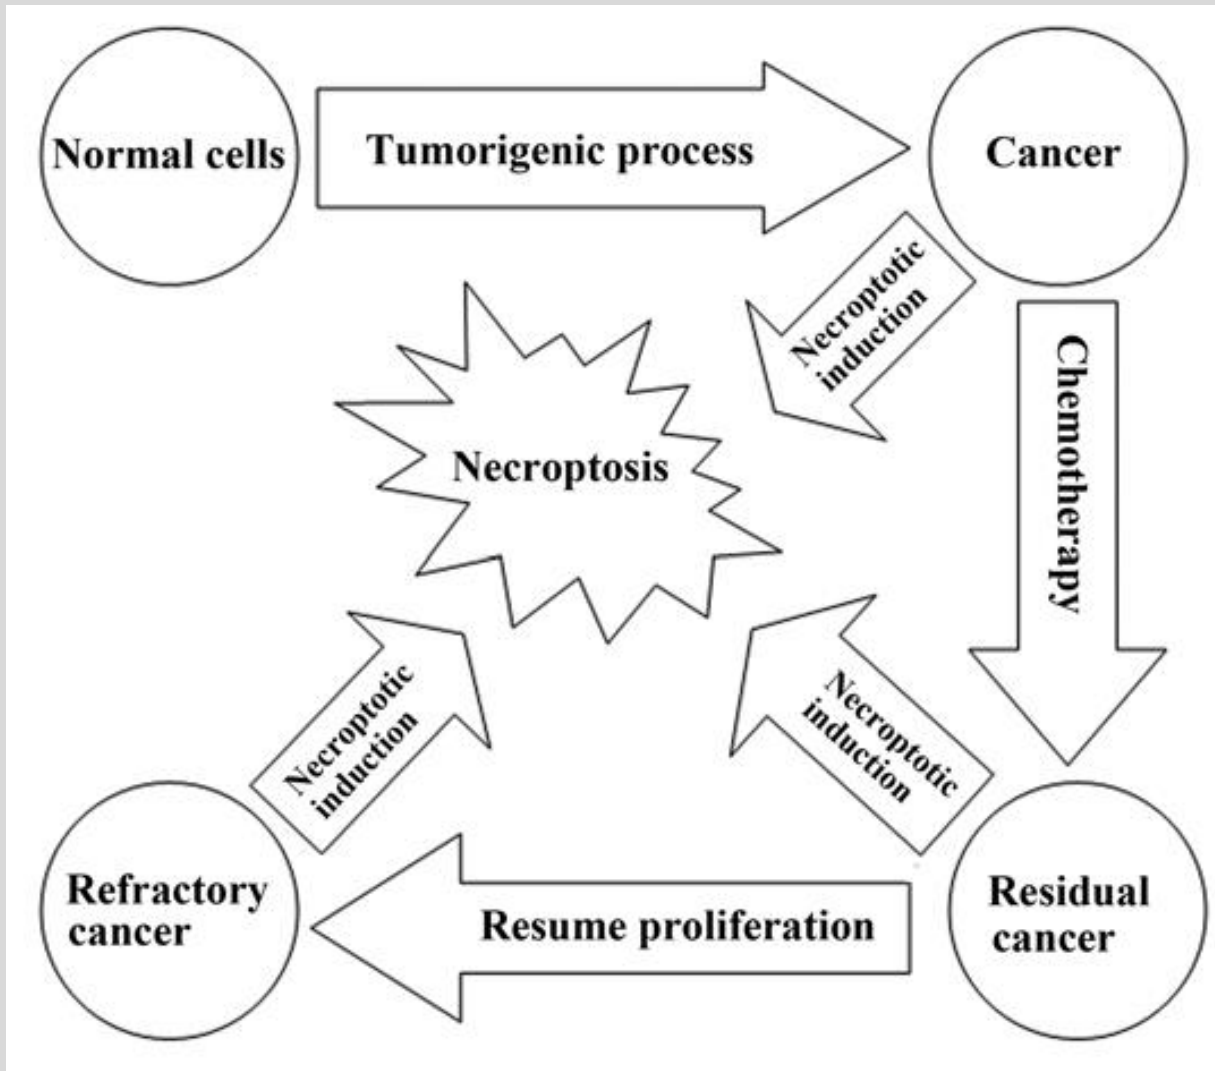 Normal cells
Tumorigenic process
Cancer
Necroptotic
induction
Chemotherapy
Necroptosis
Necroptotic
induction
Necroptotic
induction
Refractory
cancer
Resume proliferation
Residual
cancer